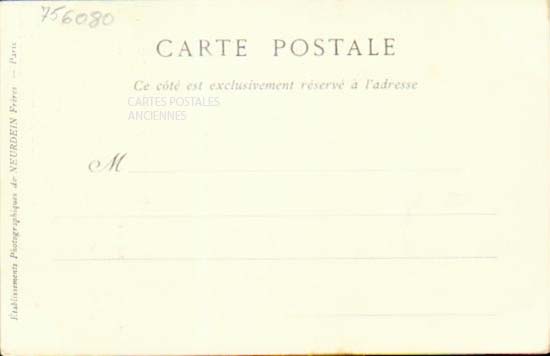 756080
CARTE POSTALE
Ce côté est exclusivement réservé à l'adresse
CARTES POSTALES
ANCIENNES
M
Etablissements Photographiques de NEURDEIN Frères. — Paris